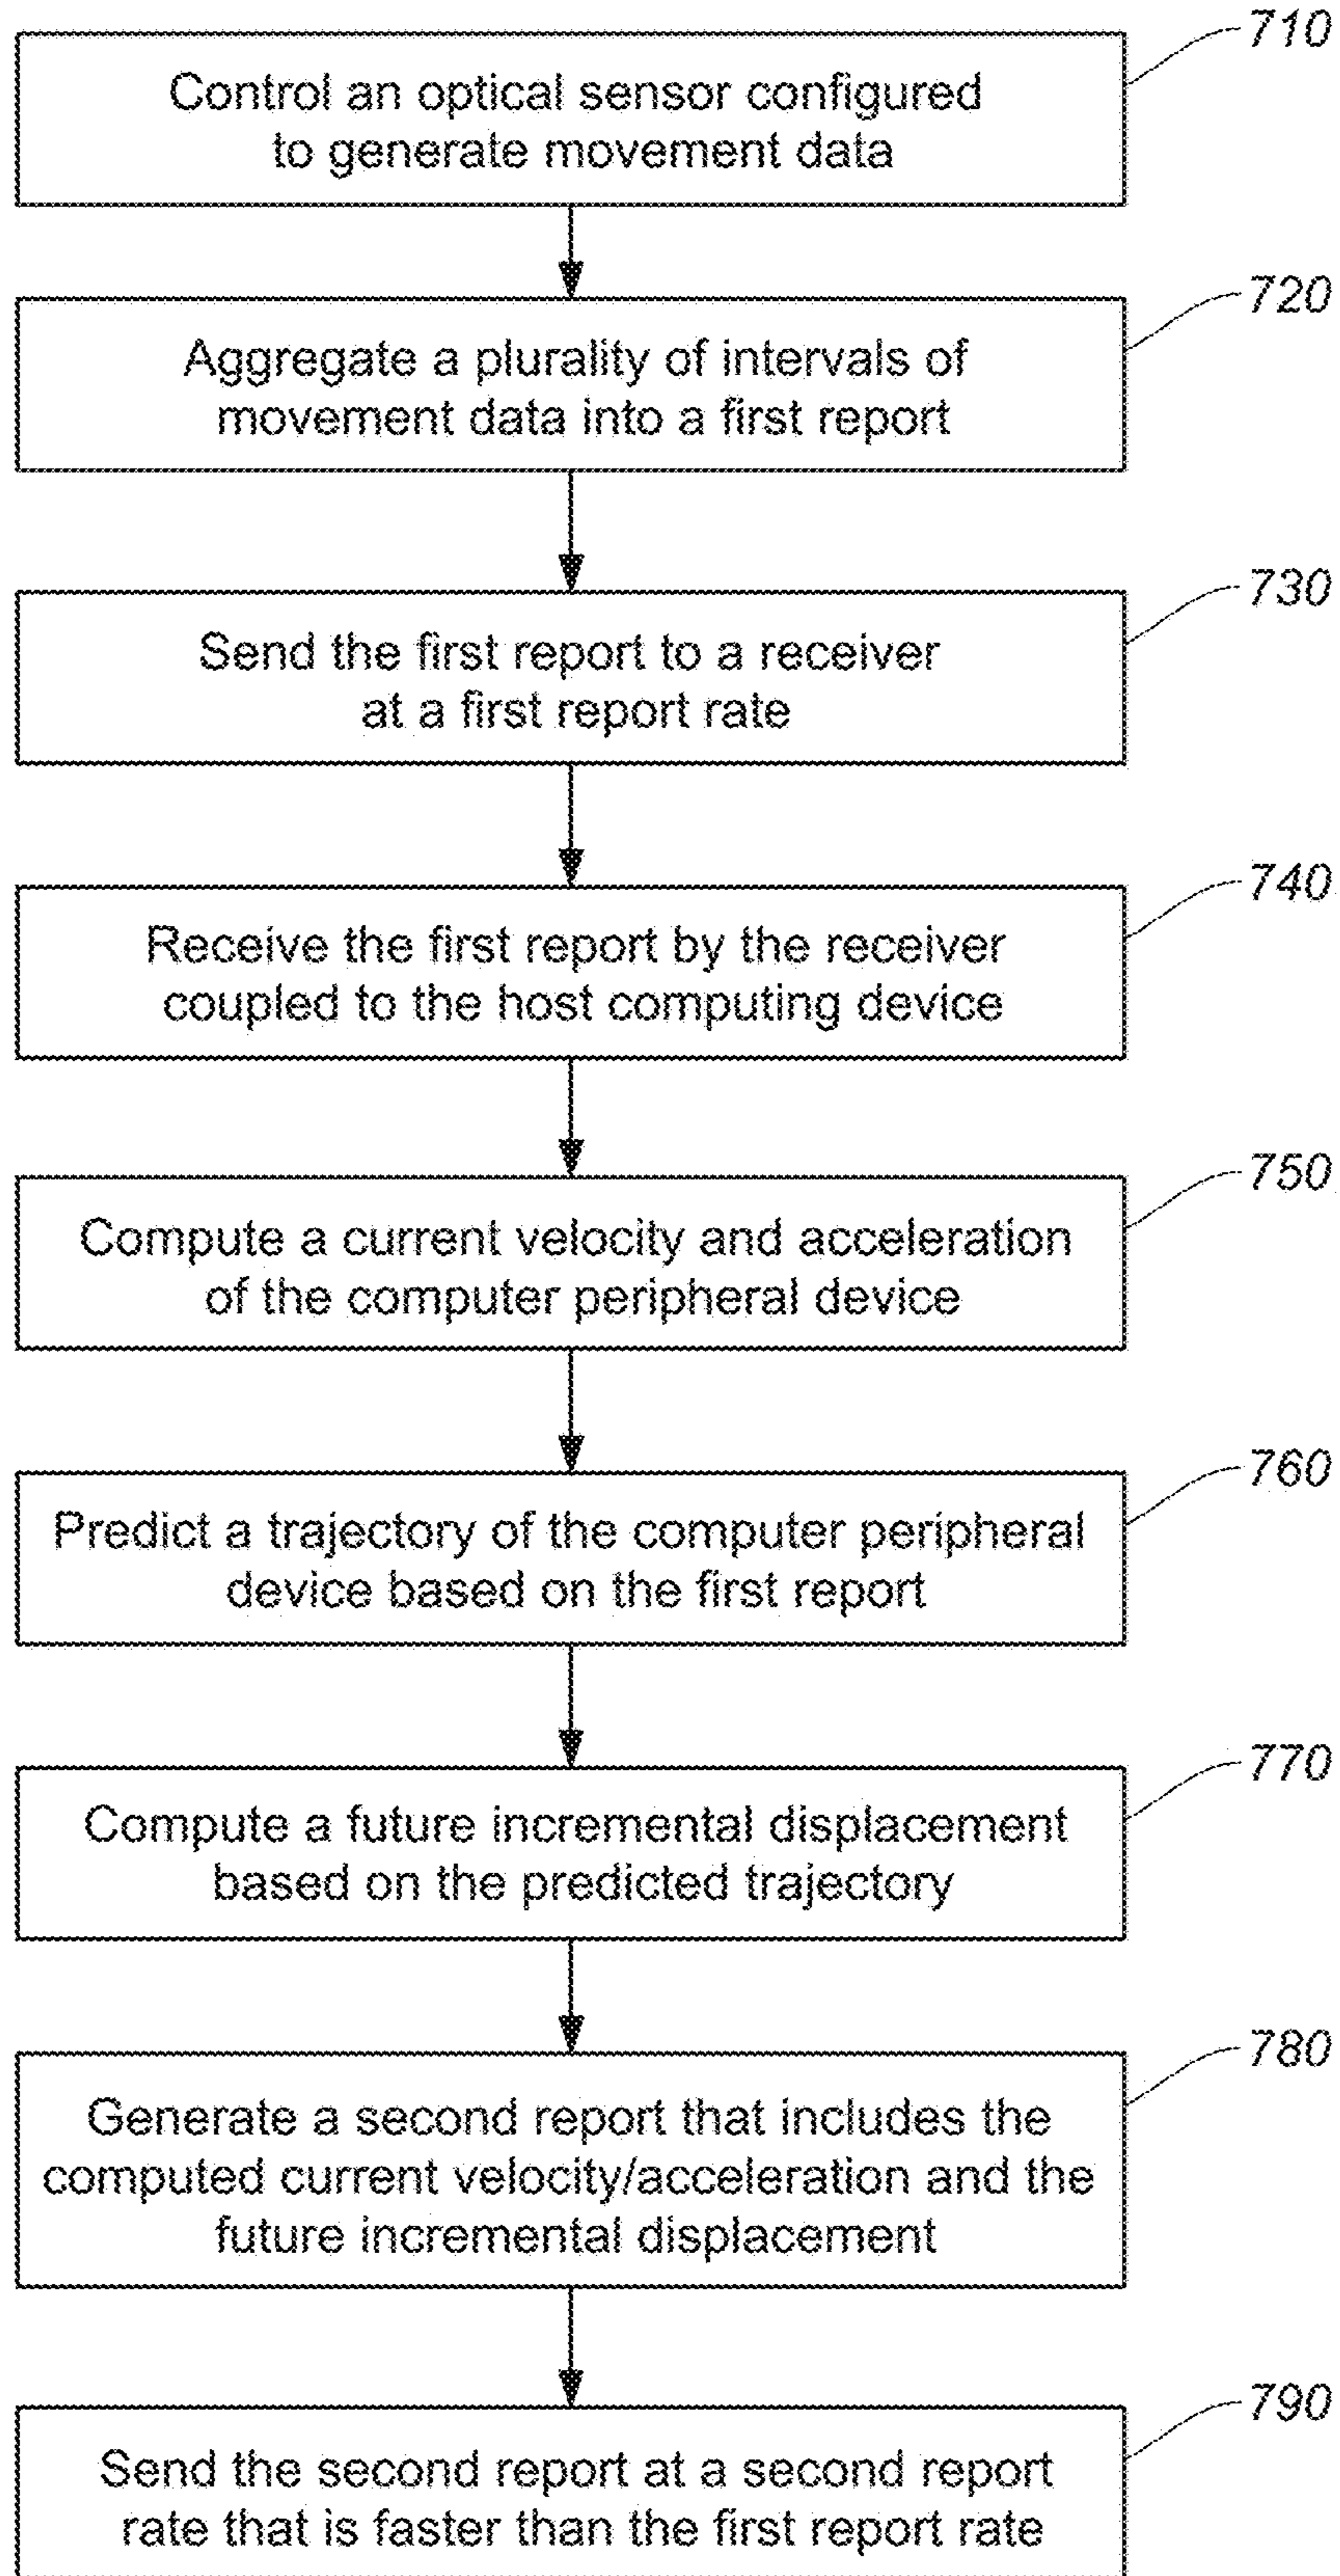 710
Control an optical sensor configured
to generate movement data
720
Aggregate a plurality of intervals of
movement data into a first report
730
Send the first report to a receiver
at a first report rate
740
Receive the first report by the receiver
coupled to the host computing device
750
Compute a current velocity and acceleration
of the computer peripheral device
760
Predict a trajectory of the computer peripheral
device based on the first report
770
Compute a future incremental displacement
based on the predicted trajectory
780
Generate a second report that includes the
computed current velocity/acceleration and the
future incremental displacement
790
Send the second report at a second report
rate that is faster than the first report rate